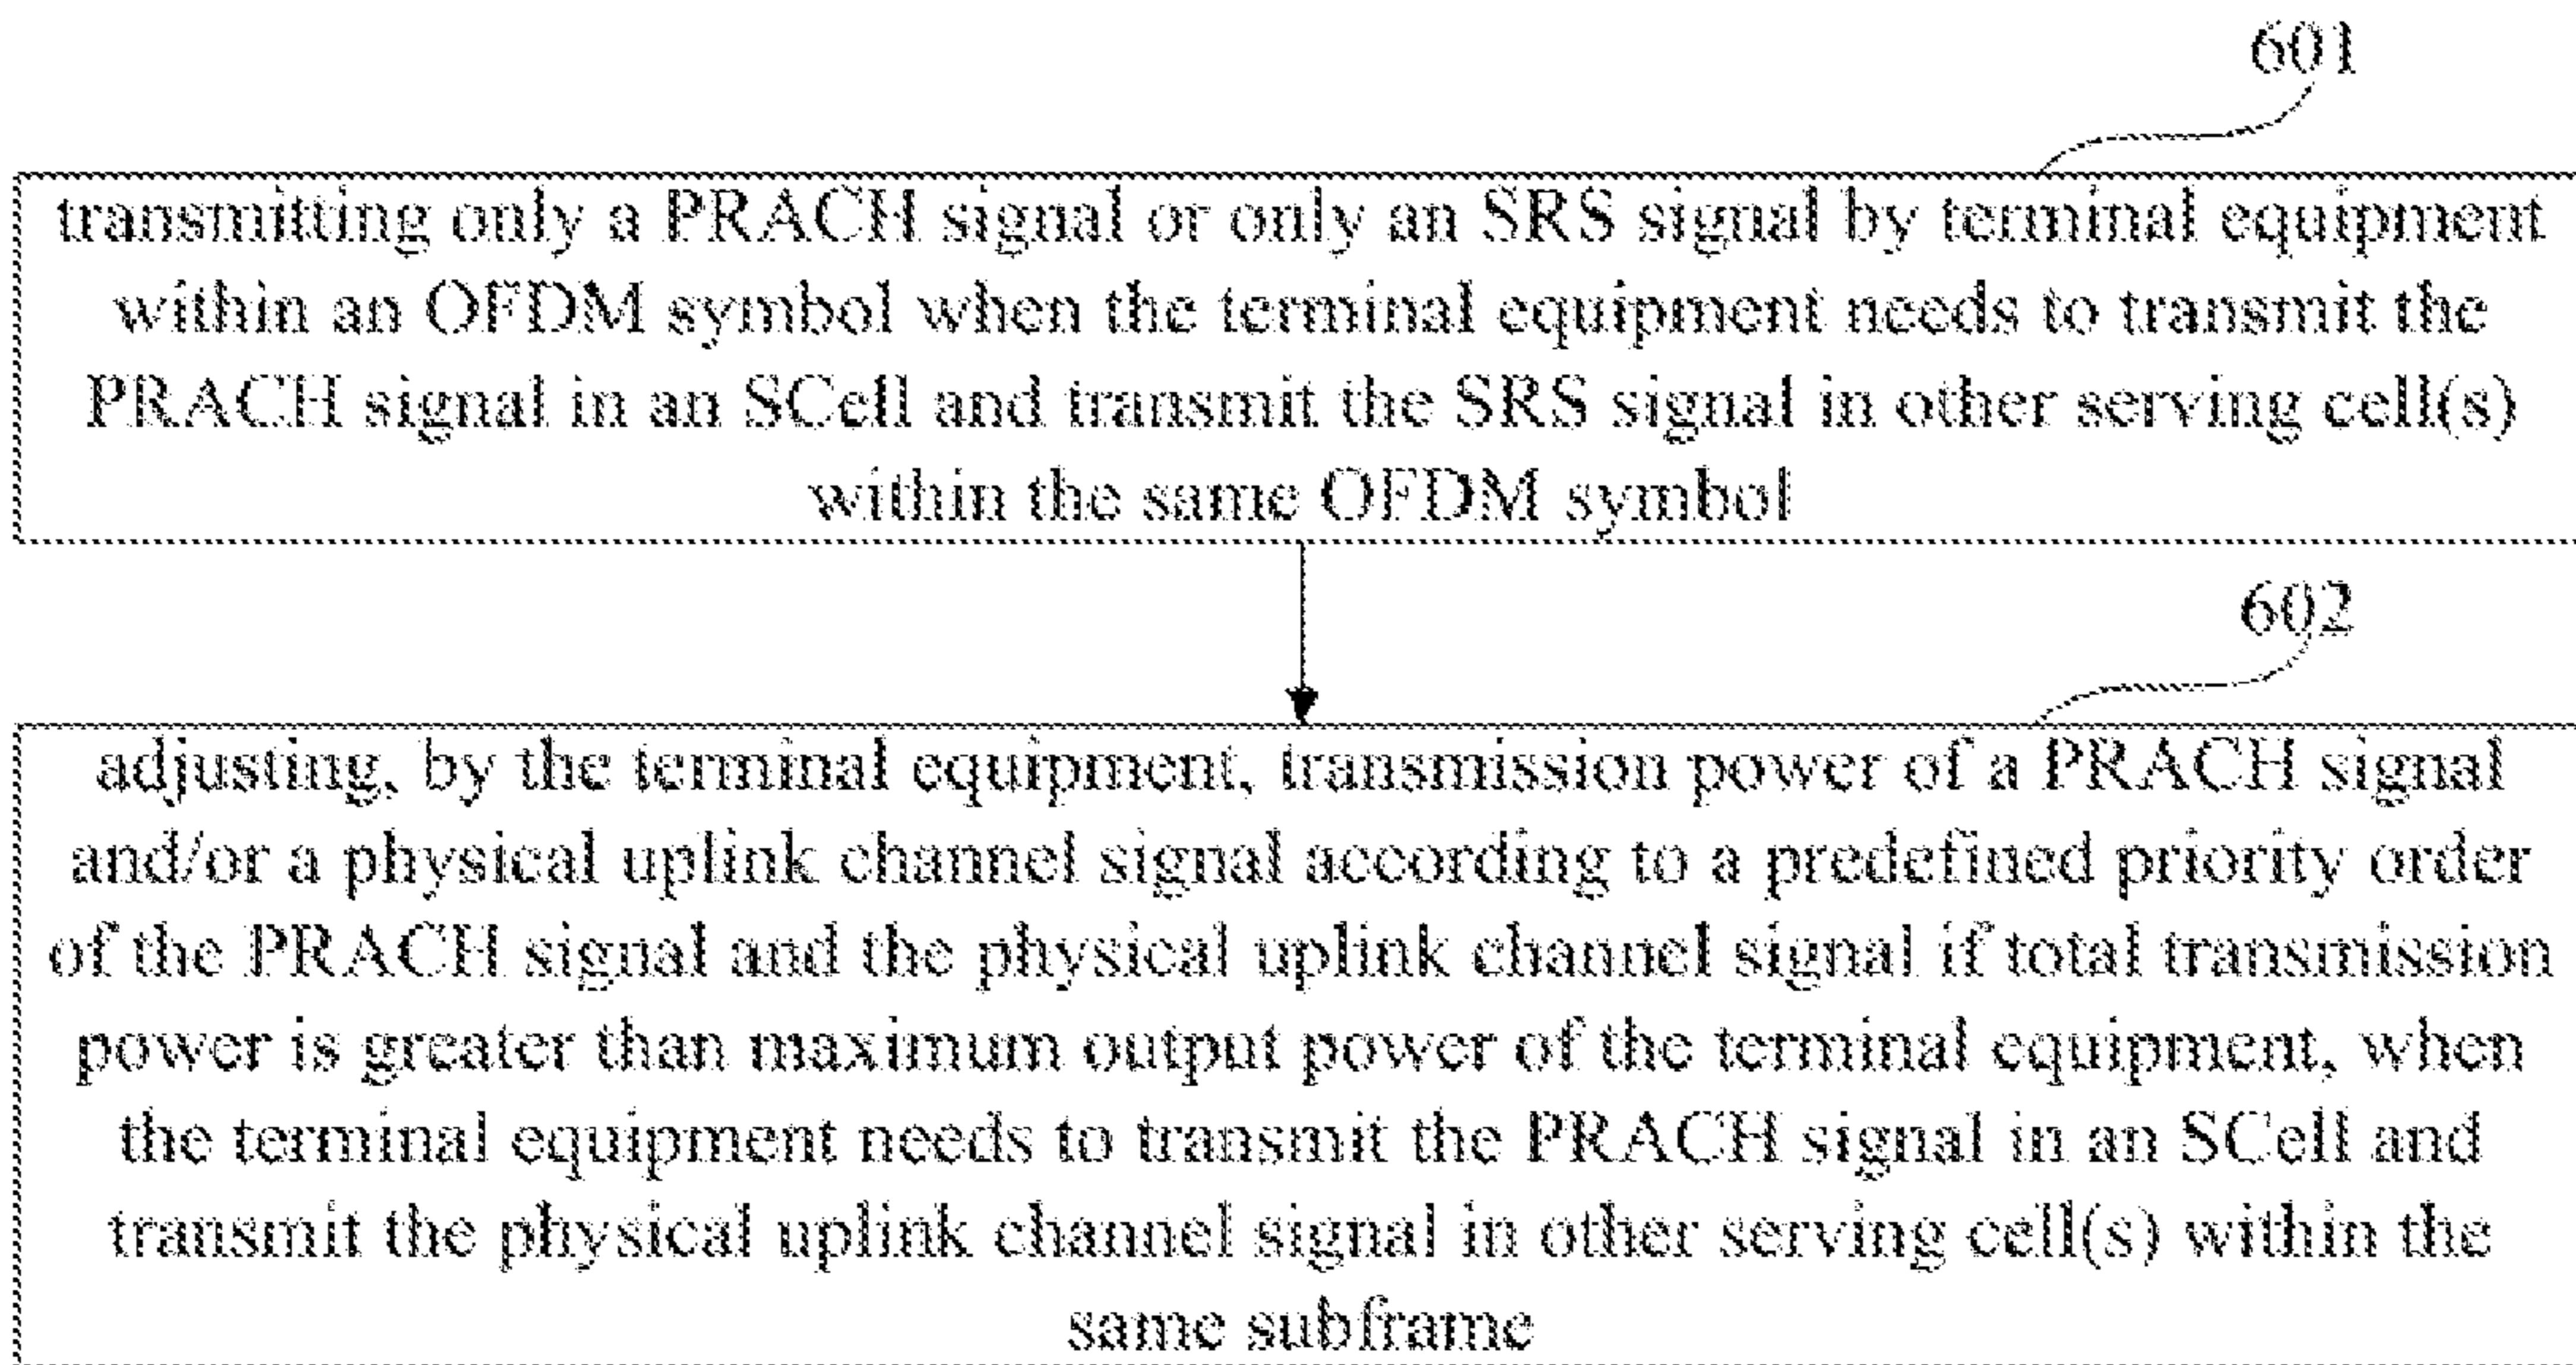 601
transmitting only a PRACH signal or only an SRS signal by terminal equipment
within an OFDM symbol when the terminal equipment needs to transmit the
PRACH signal in an SCell and transmit the SRS signal in other serving cell(s)
within the same OFDM symbol
602
adjusting, by the terminal equipment, transmission power of a PRACH signal
and/or a physical uplink channel signal according to a predefined priority order
of the PRACH signal and the physical uplink channel signal if total transmission
power is greater than maximum output power of the terminal equipment, when
the terminal equipment needs to transmit the PRACH signal in an SCell and
transmit the physical uplink channel signal in other serving cell(s) within the
same subframe